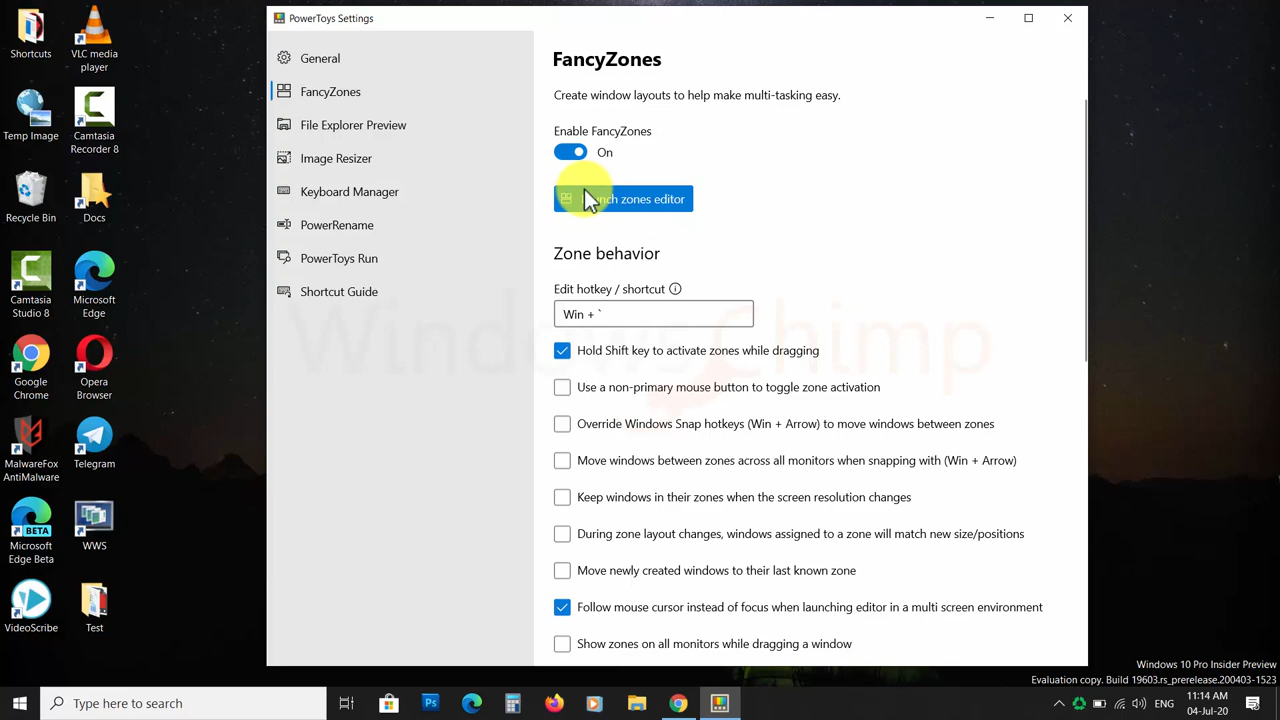 PowerToys Settings
Shortcuts
VLC media
player
Temp Image
Camtasia
Recorder 8
Recycle Bin
Docs
Camtasia
Studio 8
Microsoft
Edge
Google
Chrome
Opera
Browser
MalwareFox
AntiMalware
Telegram
BETA
Microsoft
Edge Beta
WWS
VideoScribe
Test
General
FancyZones
File Explorer Preview
Image Resizer
Keyboard Manager
PowerRename
PowerToys Run
Shortcut Guide
FancyZones
Create window layouts to help make multi-tasking easy.
Enable FancyZones
On
zones editor
Zone behavior
Edit hotkey / shortcut
Win + `
Hold Shift key to activate zones while dragging
Use a non-primary mouse button to toggle zone activation
Override Windows Snap hotkeys (Win + Arrow) to move windows between zones
Move windows between zones across all monitors when snapping with (Win + Arrow)
Keep windows in their zones when the screen resolution changes
During zone layout changes, windows assigned to a zone will match new size/positions
Move newly created windows to their last known zone
Follow mouse cursor instead of focus when launching editor in a multi screen environment
Show zones on all monitors while dragging a window
Windows Chimp
Windows 10 Pro Insider Preview
Evaluation copy. Build 19603.rs_prerelease.200403-1523
Type here to search
ENG
11:14 AM
04-Jul-20